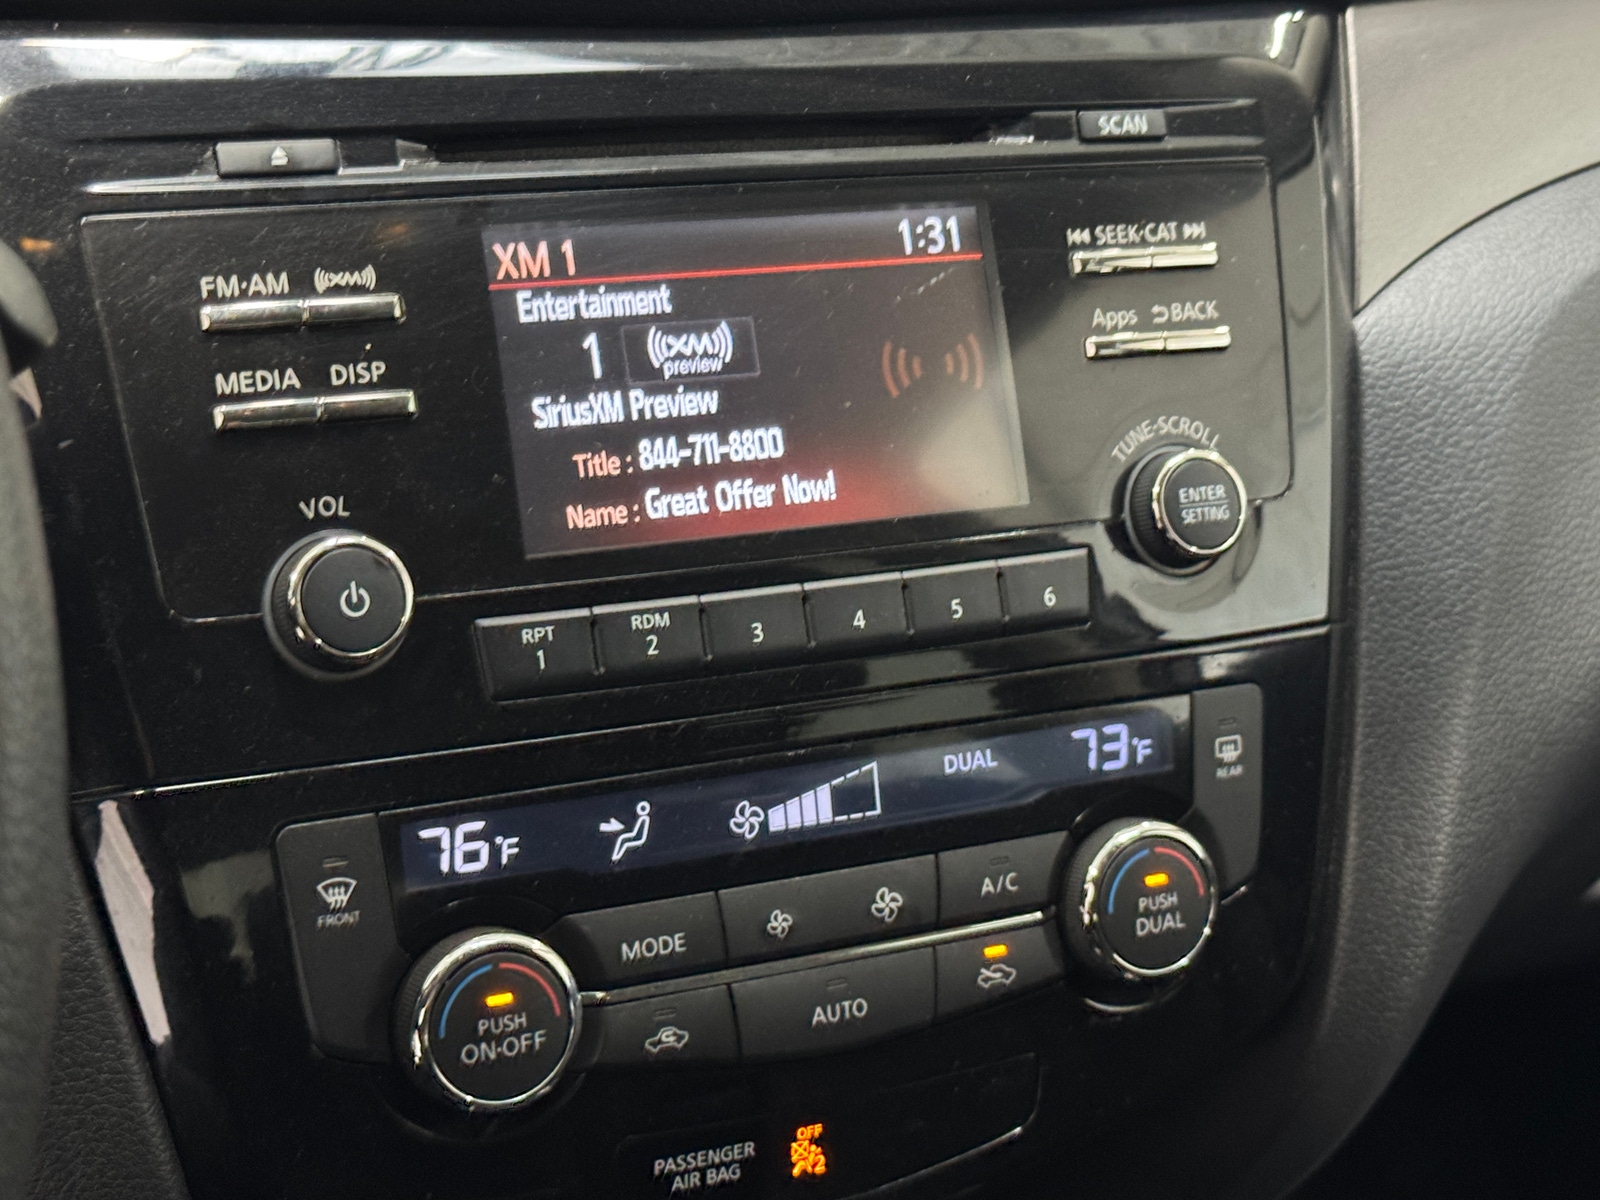 SCAN
FM·AM XM
MEDIA DISP
VOL
XM 1 1:31
Entertainment
1 XM
preview
SiriusXM Preview
Title : 844-711-8800
Name : Great Offer Now!
SEEK·CAT
Apps BACK
TUNE·SCROLL
ENTER
SETTING
RPT
1
RDM
2
3
4
5
6
76°F
DUAL
73°F
REAR
FRONT
MODE
A/C
AUTO
PUSH
ON·OFF
PUSH
DUAL
PASSENGER
AIR BAG
OFF
2